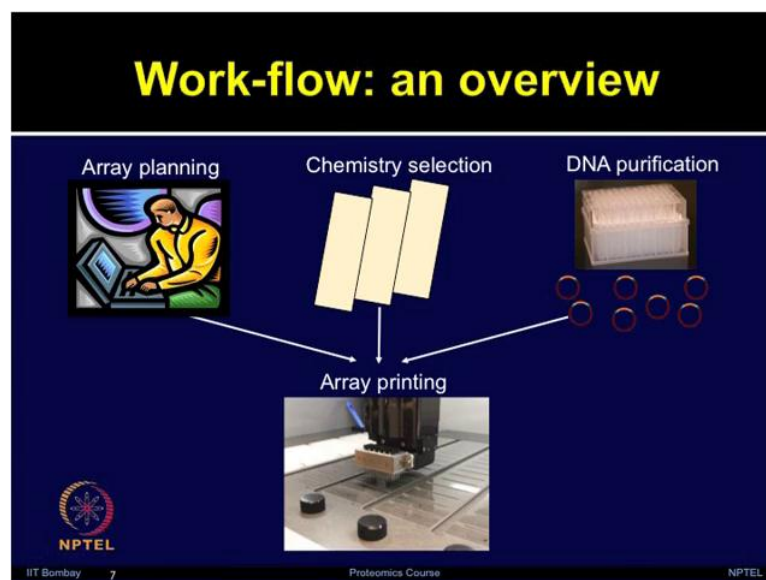 Work-flow: an overview
Array planning
Chemistry selection
DNA purification
Array printing
NPTEL
IIT Bombay
7
Proteomics Course
NPTEL